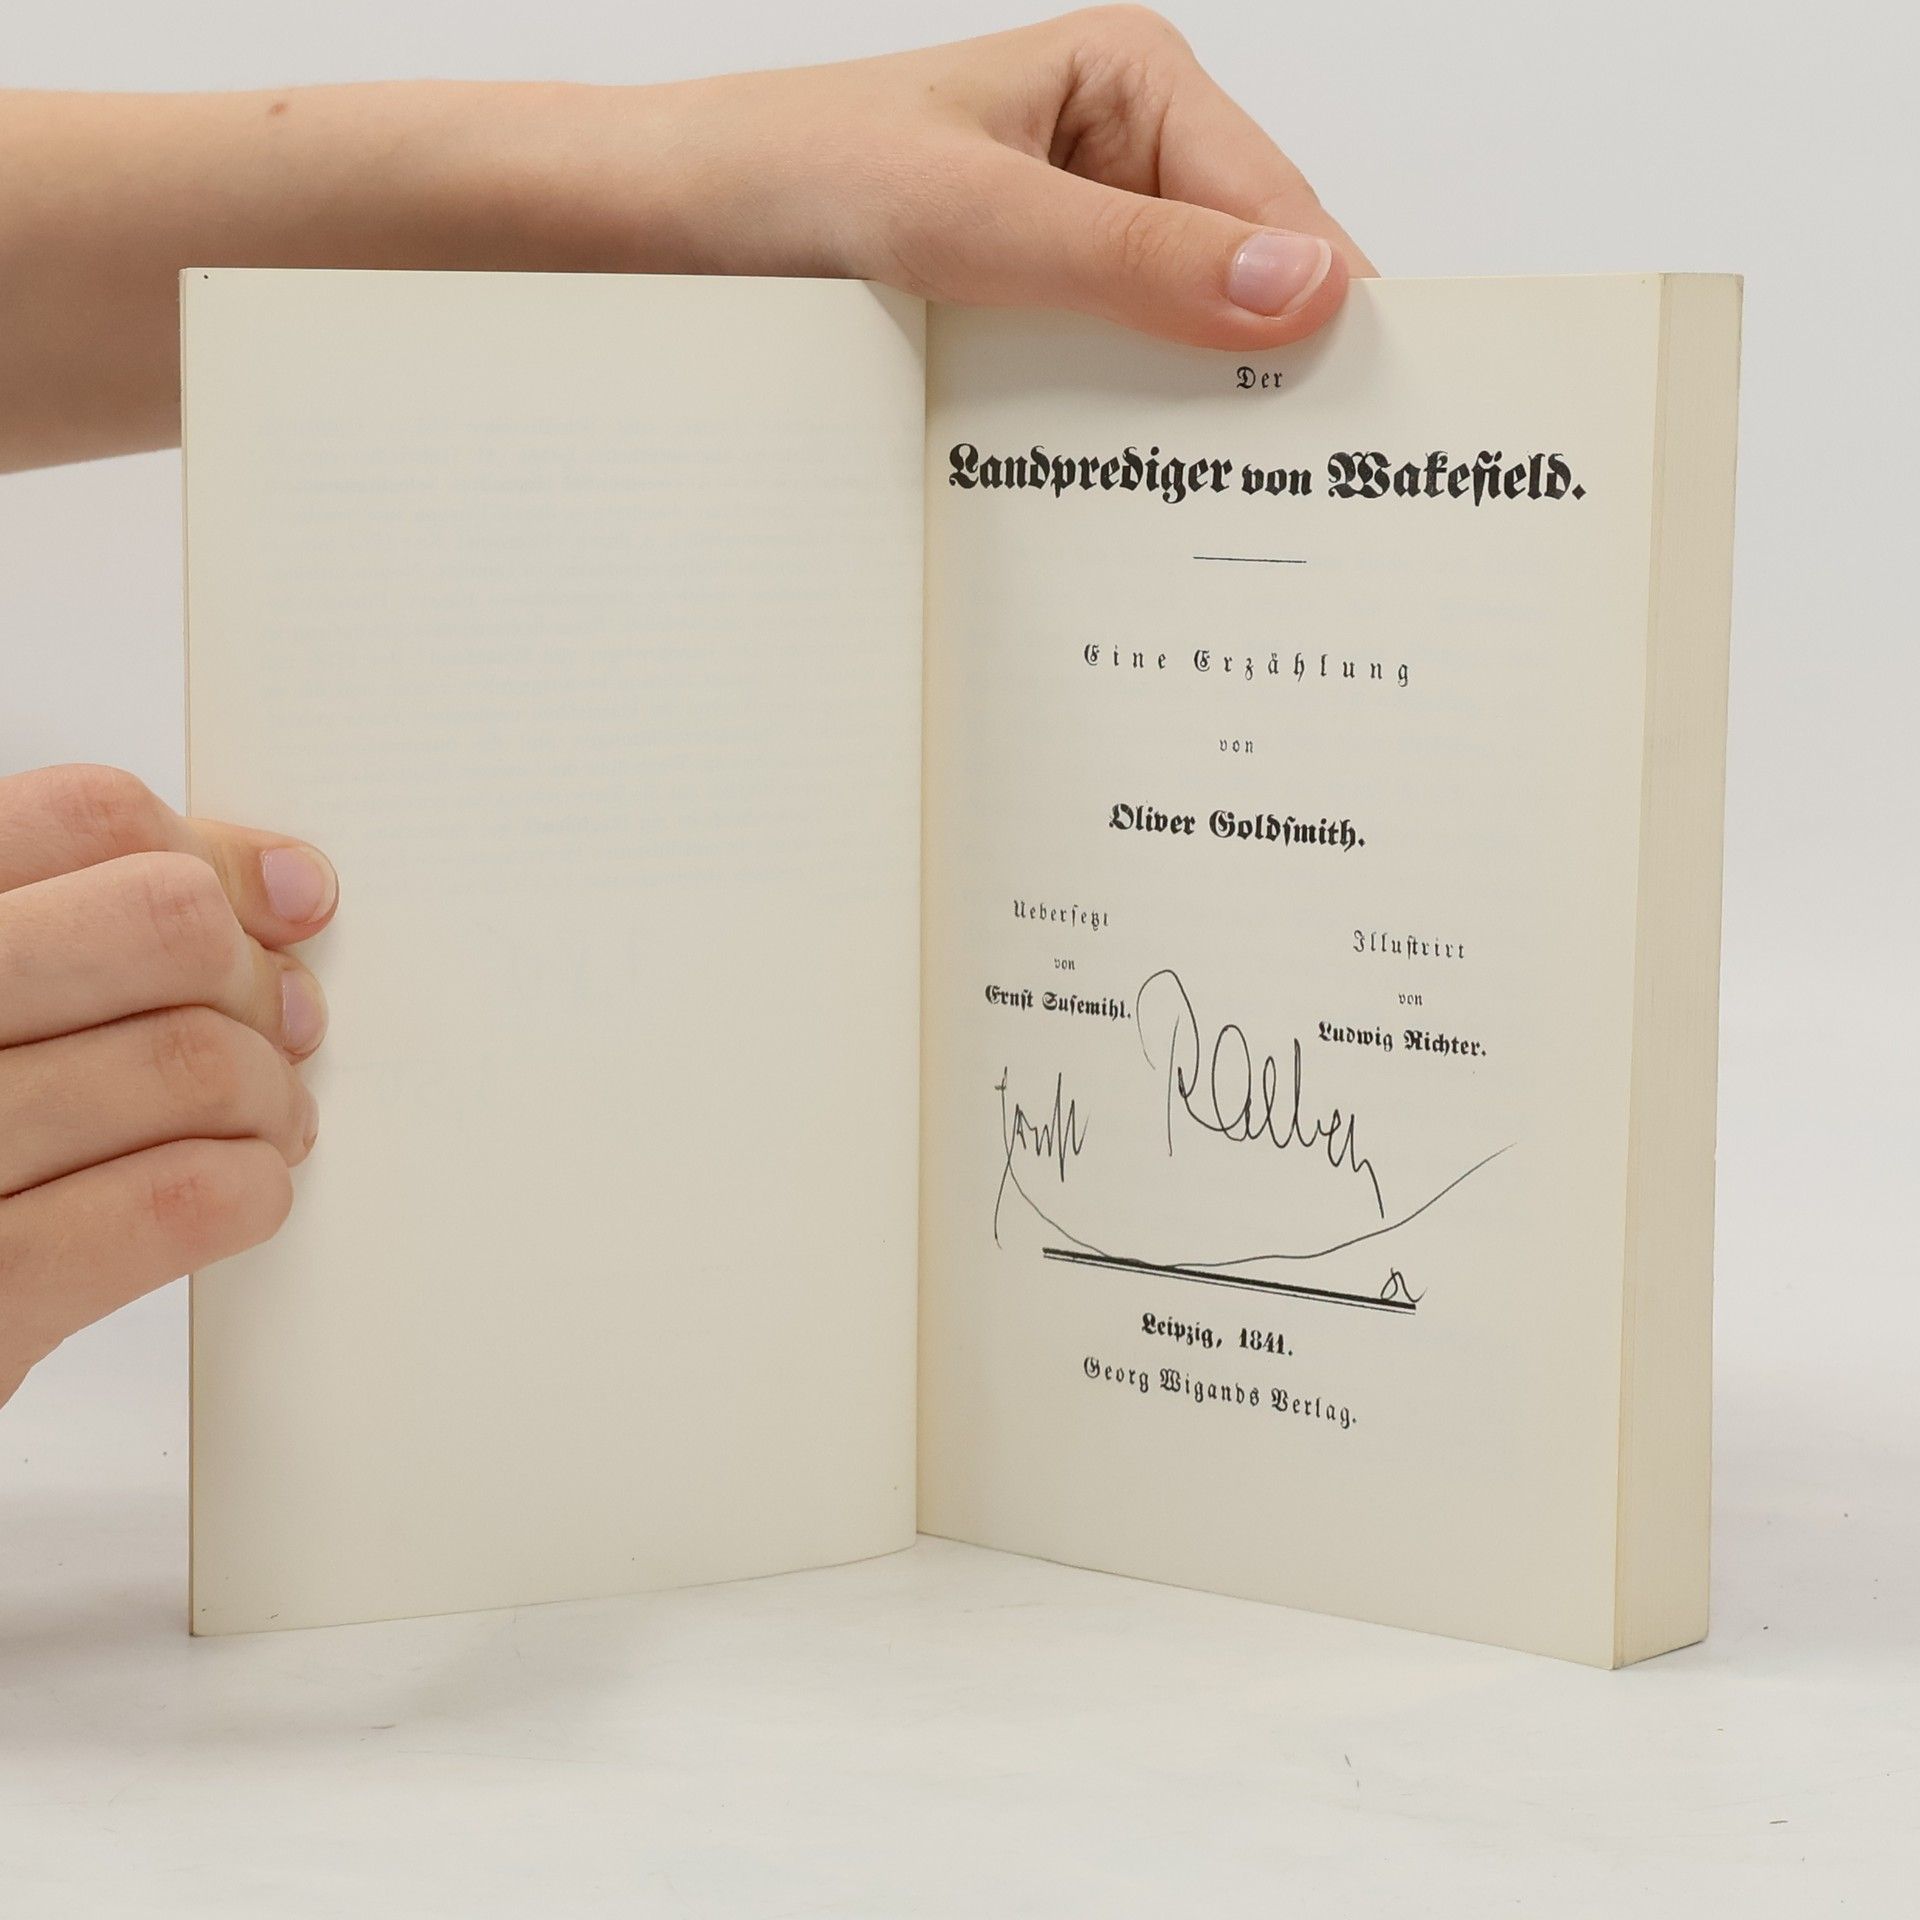 Der
Landprediger von Wakefield.
Eine Erzählung
von
Oliver Goldſmith.
Ueberſetzt
von
Ernſt Suſemihl.
Illuſtrirt
von
Ludwig Richter.
Leipzig, 1841.
Georg Wigands Verlag.